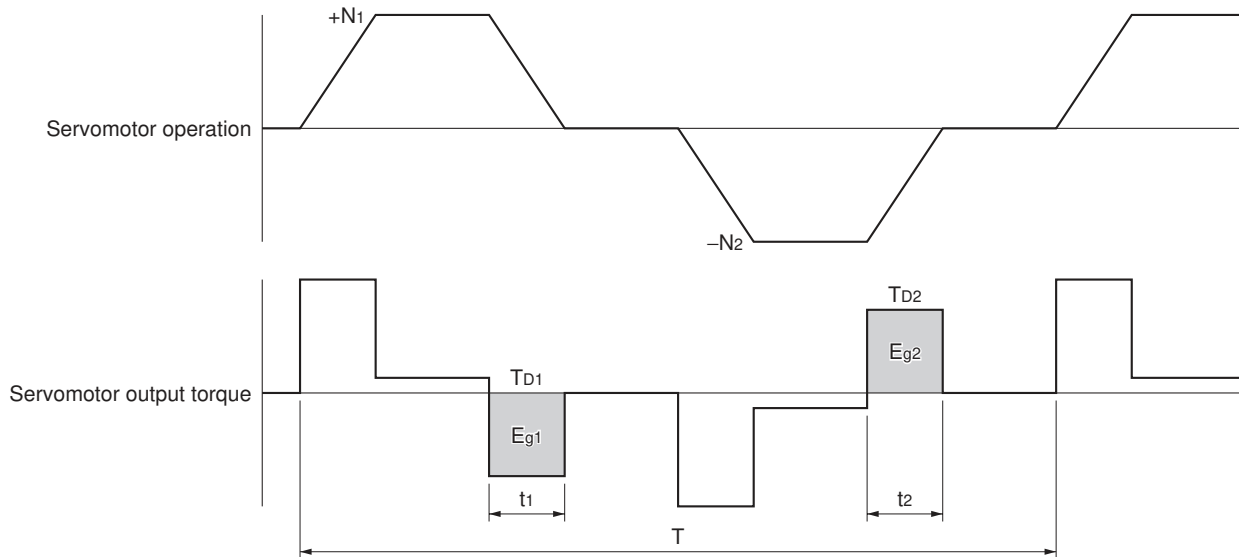 +N1
Servomotor operation
–N2
TD2
Eg2
TD1
Servomotor output torque
Eg1
t1
t2
T